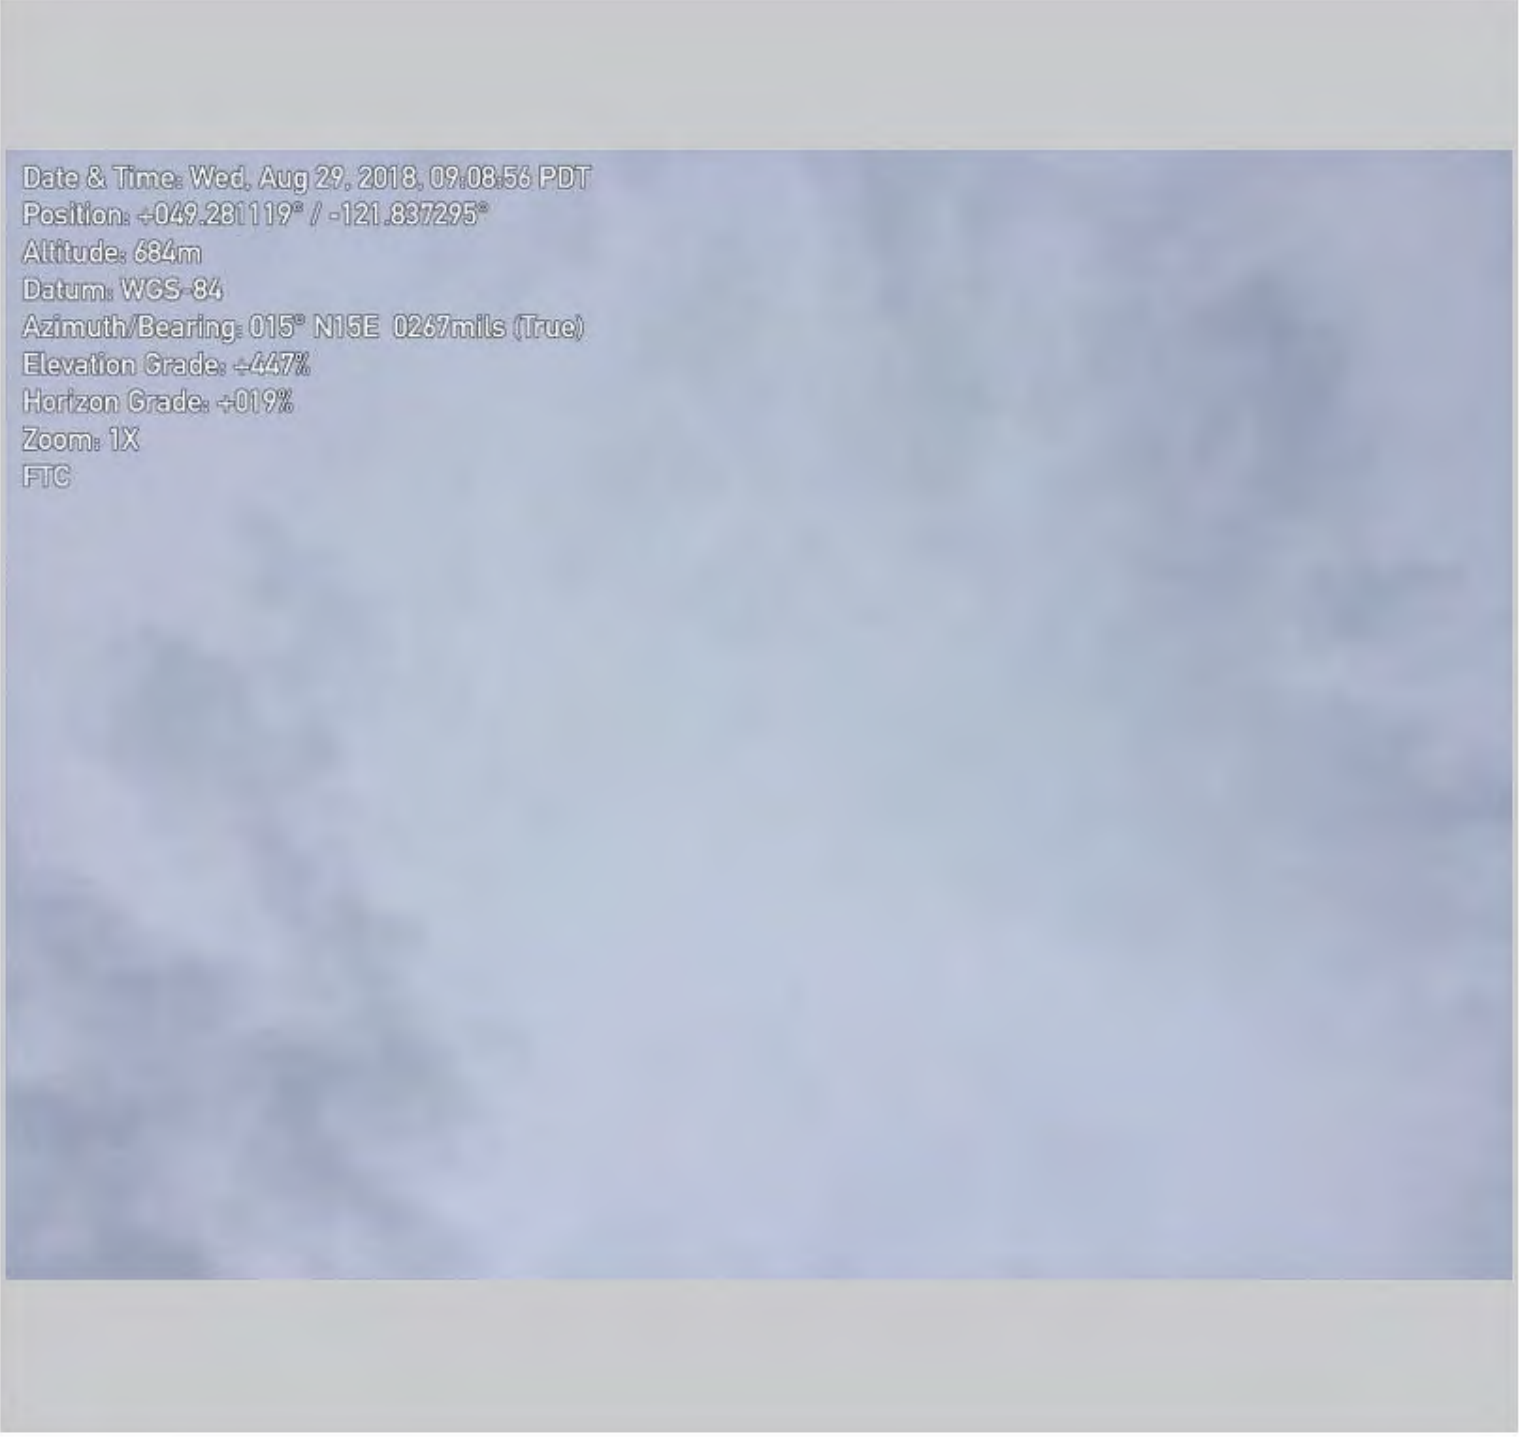 Date & Time: Wed, Aug 29, 2018, 09:08:56 PDT
Position: +049.281119° / -121.837295°
Altitude: 684m
Datum: WGS-84
Azimuth/Bearing: 015° N15E 0267mils (True)
Elevation Grade: +447%
Horizon Grade: +019%
Zoom: 1X
FTC